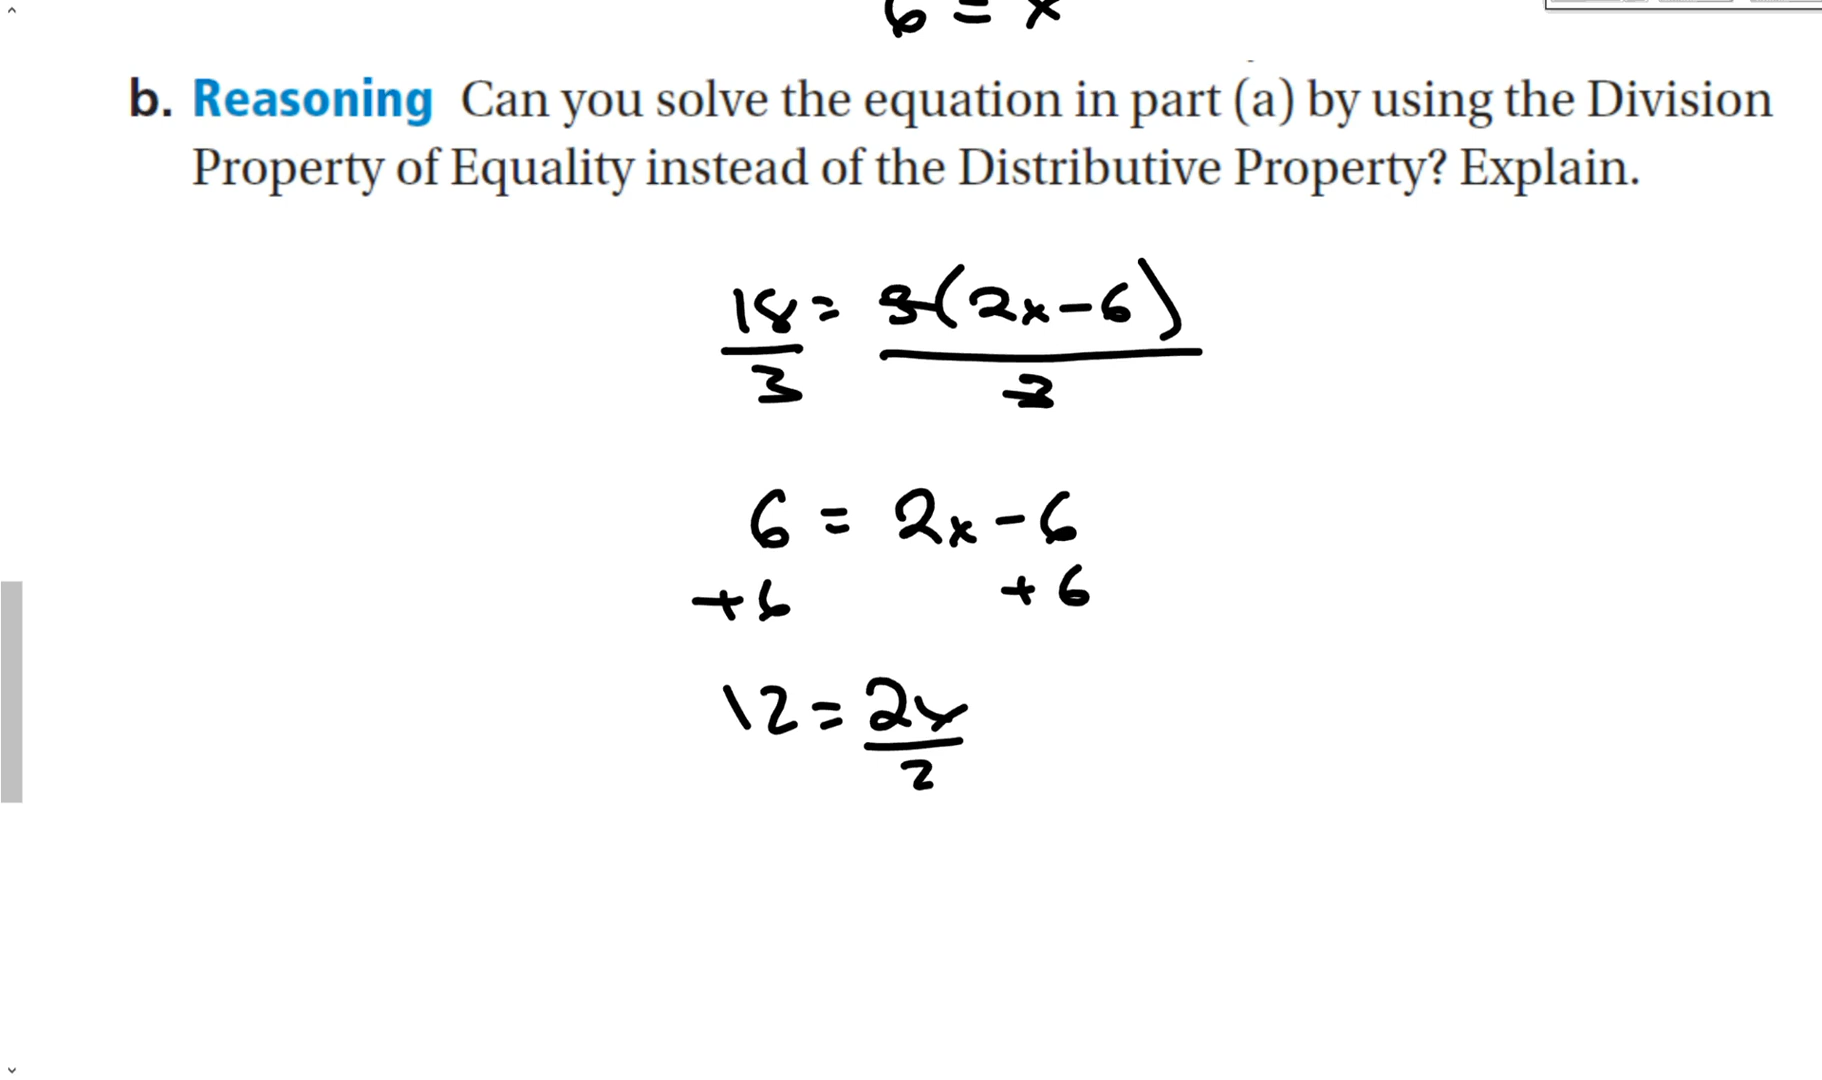 6 = x
b. Reasoning Can you solve the equation in part (a) by using the Division
Property of Equality instead of the Distributive Property? Explain.
18 = 3(2x-6)
3 3
6 = 2x - 6
+6 +6
12 = 2x
2